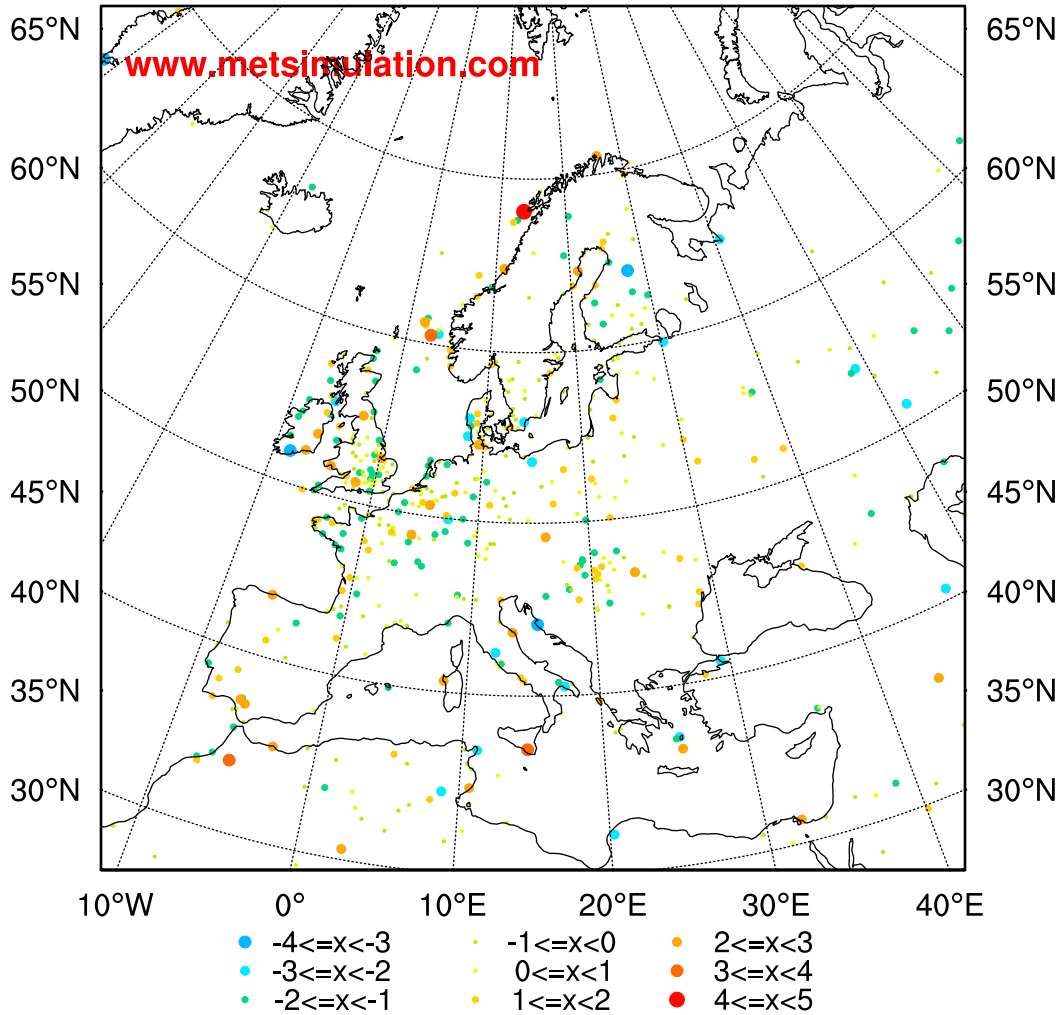 65°N 65°N
www.metsimulation.com
60°N 60°N
55°N 55°N
50°N 50°N
45°N 45°N
40°N 40°N
35°N 35°N
30°N 30°N
10°W 0° 10°E 20°E 30°E 40°E
-4<=x<-3 -1<=x<0 2<=x<3
-3<=x<-2 0<=x<1 3<=x<4
-2<=x<-1 1<=x<2 4<=x<5